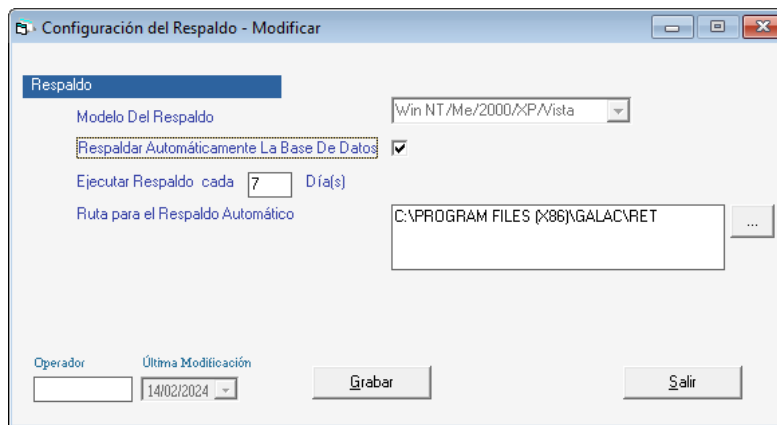 Configuración del Respaldo - Modificar
Respaldo
Modelo Del Respaldo Win NT/Me/2000/XP/Vista
Respaldar Automáticamente La Base De Datos
Ejecutar Respaldo cada 7 Día(s)
Ruta para el Respaldo Automático C:\PROGRAM FILES (X86)\GALAC\RET ...
Operador Última Modificación
14/02/2024 Grabar Salir